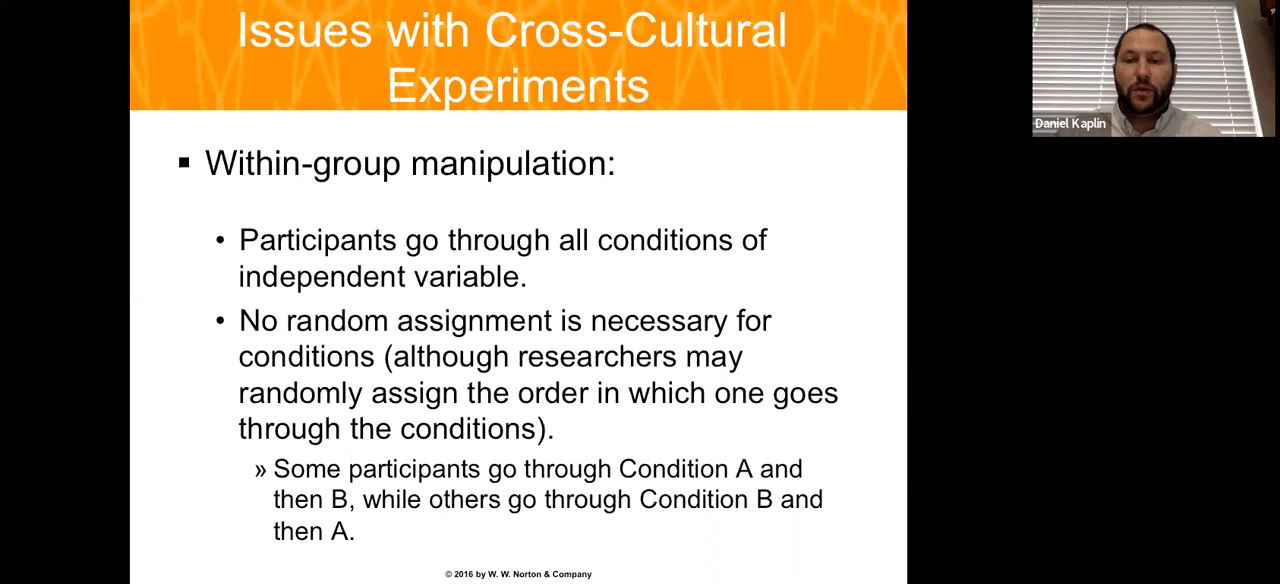 Issues with Cross-Cultural
Experiments
▪ Within-group manipulation:
• Participants go through all conditions of
independent variable.
• No random assignment is necessary for
conditions (although researchers may
randomly assign the order in which one goes
through the conditions).
» Some participants go through Condition A and
then B, while others go through Condition B and
then A.
© 2016 by W. W. Norton & Company
Daniel Kaplin